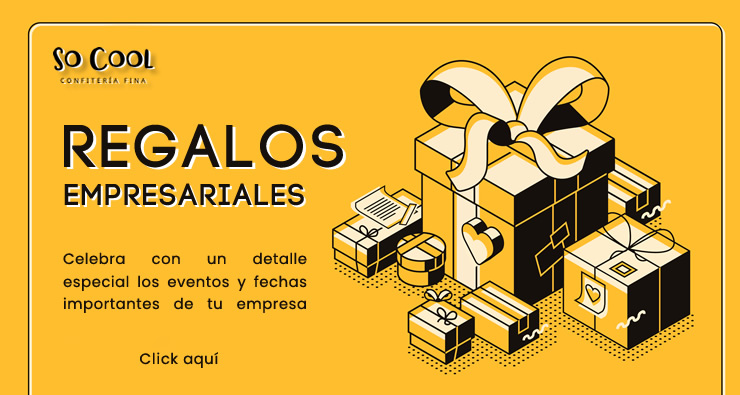 So Cool
CONFITERÍA FINA
REGALOS
EMPRESARIALES
Celebra con un detalle
especial los eventos y fechas
importantes de tu empresa
Click aquí